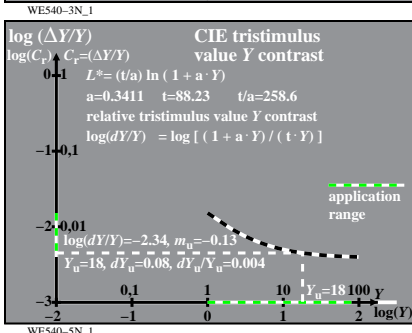 WE540−3N_1
log (ΔY/Y) CIE tristimulus
log(Cr) Cr=(ΔY/Y) value Y contrast
0 1 L*= (t/a) ln ( 1 + a · Y)
a=0.3411 t=88.23 t/a=258.6
relative tristimulus value Y contrast
log(dY/Y) = log [ ( 1 + a · Y) / ( t · Y) ]
−1 0,1
application
range
−2 0,01
log(dY/Y)=−2.34, mu=−0.13
Yu=18, dYu=0.08, dYu/Yu=0.004
0,1 1 10 Yu=18 100 Y
−3
−2 −1 0 1 2 log(Y)
WE540−5N_1